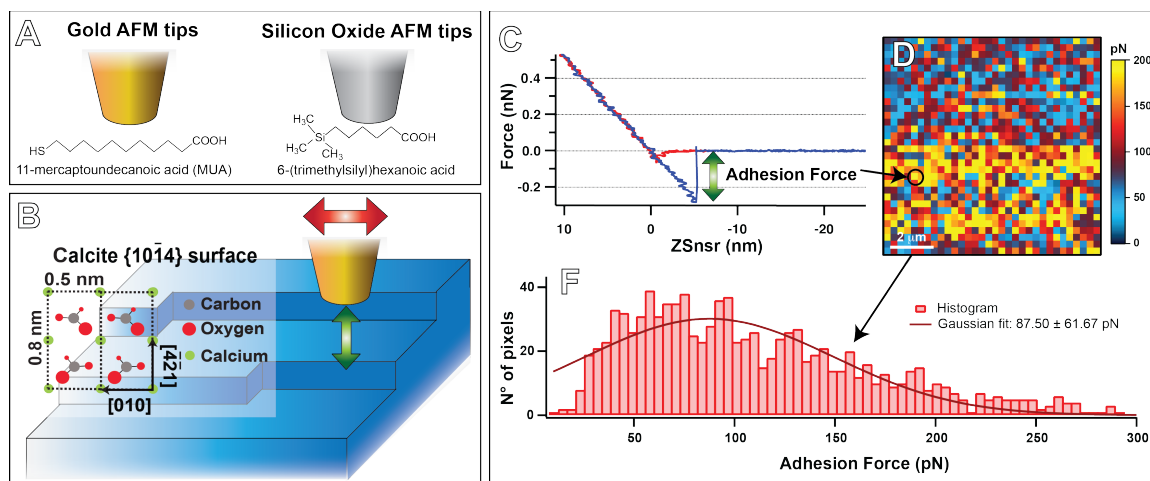 A
Gold AFM tips
Silicon Oxide AFM tips
HS
COOH
11-mercaptoundecanoic acid (MUA)
H₃C
H₃C
Si
CH₃
COOH
6-(trimethylsilyl)hexanoic acid
B
Calcite {101̄4} surface
0.5 nm
0.8 nm
Carbon
Oxygen
Calcium
[4̄2̄1]
[010]
C
Force (nN)
0.4
0.2
0.0
-0.2
10
0
-10
-20
ZSnsr (nm)
Adhesion Force
D
2 µm
pN
200
150
100
50
0
F
N° of pixels
40
20
0
50
100
150
200
250
300
Adhesion Force (pN)
Histogram
Gaussian fit: 87.50 ± 61.67 pN